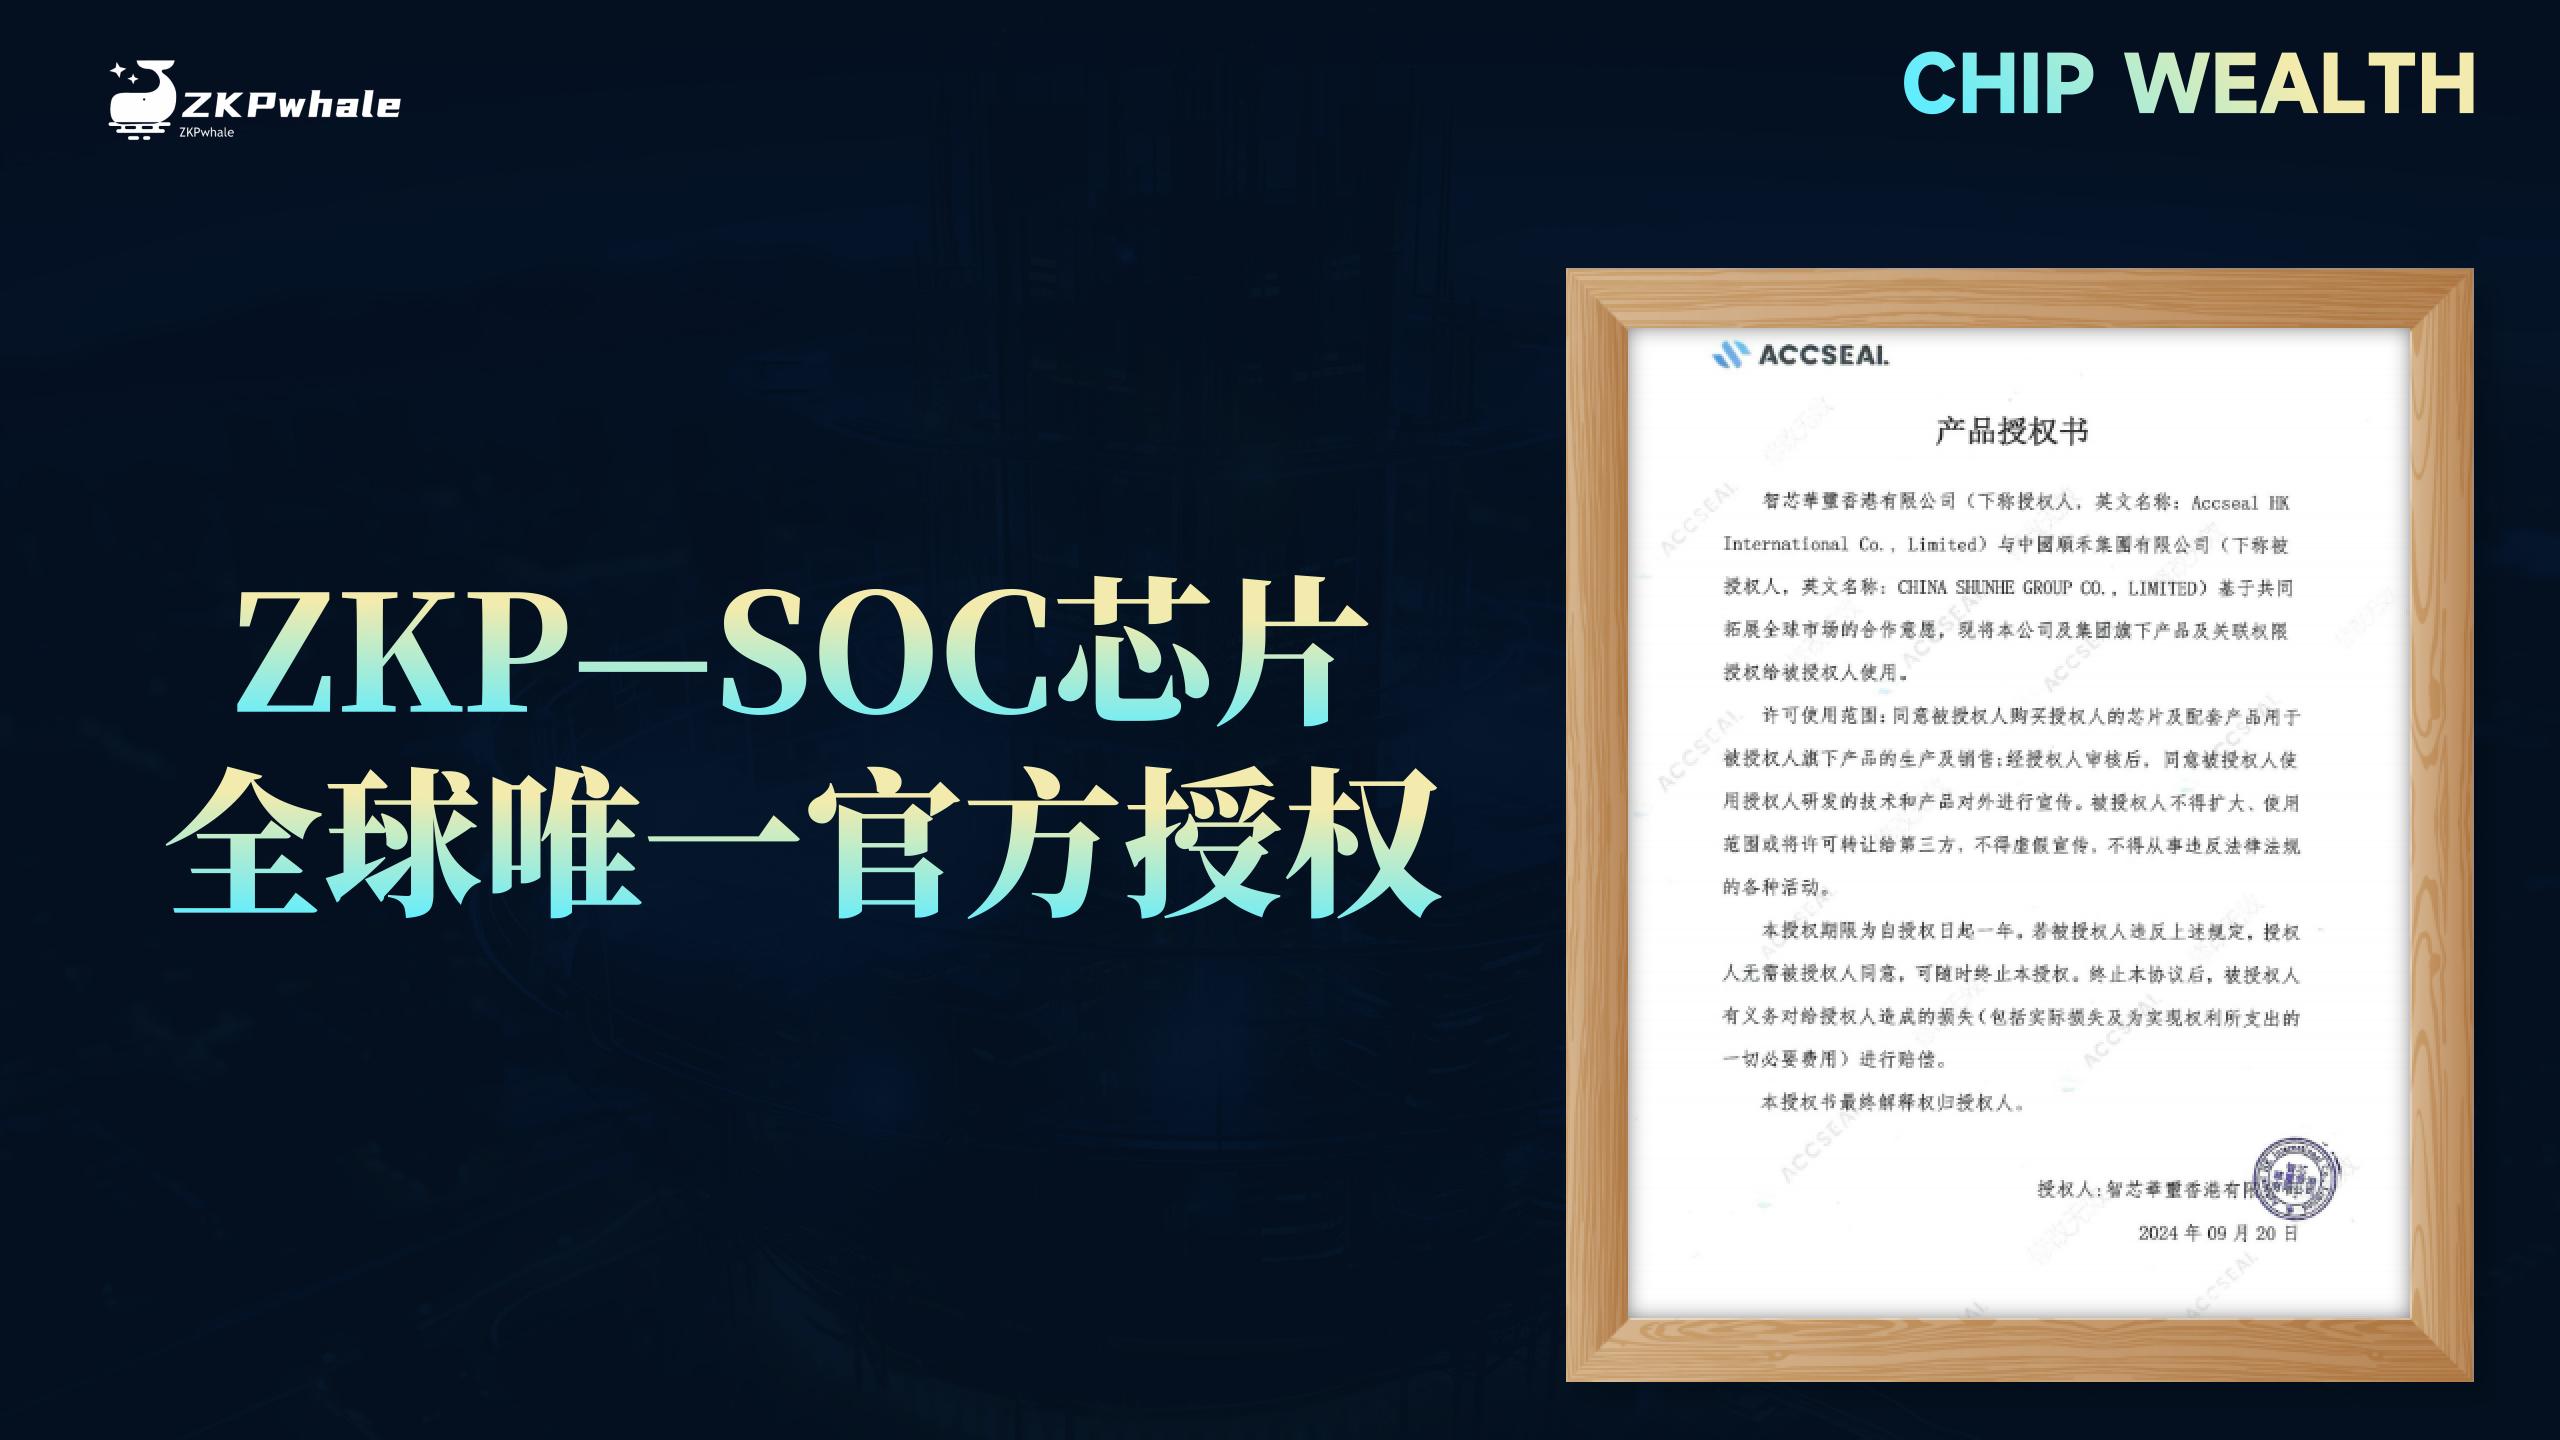 ZKPwhale
ZKPwhale
CHIP WEALTH
ZKP—SOC芯片
全球唯一官方授权
ACCSEAL
产品授权书
智芯華璽香港有限公司（下称授权人，英文名称：Accseal HK
International Co., Limited）与中國順禾集團有限公司（下称被
授权人，英文名称：CHINA SHUNHE GROUP CO., LIMITED）基于共同
拓展全球市场的合作意愿，现将本公司及集团旗下产品及关联权限
授权给被授权人使用。
许可使用范围：同意被授权人购买授权人的芯片及配套产品用于
被授权人旗下产品的生产及销售；经授权人审核后，同意被授权人使
用授权人研发的技术和产品对外进行宣传。被授权人不得扩大、使用
范围或将许可转让给第三方，不得虚假宣传，不得从事违反法律法规
的各种活动。
本授权期限为自授权日起一年。若被授权人违反上述规定，授权
人无需被授权人同意，可随时终止本授权。终止本协议后，被授权人
有义务对给授权人造成的损失（包括实际损失及为实现权利所支出的
一切必要费用）进行赔偿。
本授权书最终解释权归授权人。
授权人：智芯華璽香港有限
2024 年 09 月 20 日